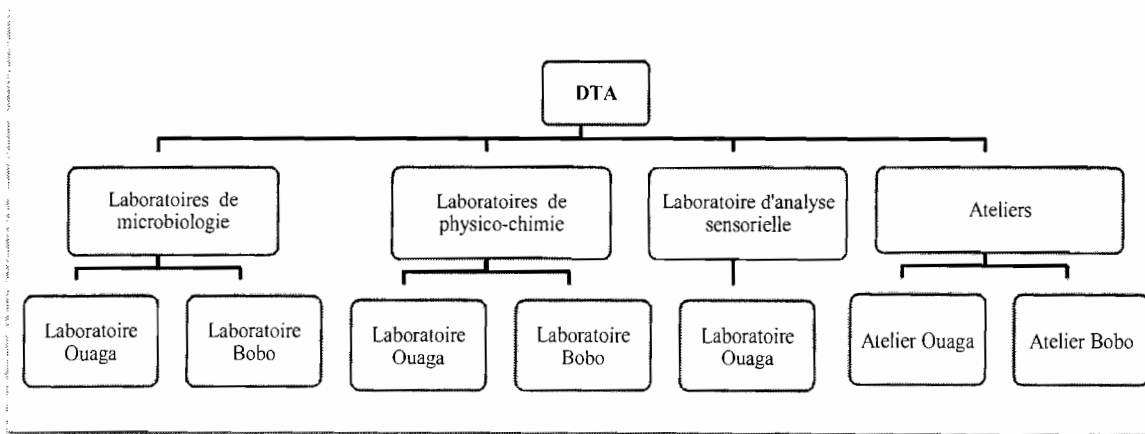 DTA
Laboratoires de
microbiologie
Laboratoires de
physico-chimie
Laboratoire d'analyse
sensorielle
Ateliers
Laboratoire
Ouaga
Laboratoire
Bobo
Laboratoire
Ouaga
Laboratoire
Bobo
Laboratoire
Ouaga
Atelier Ouaga
Atelier Bobo